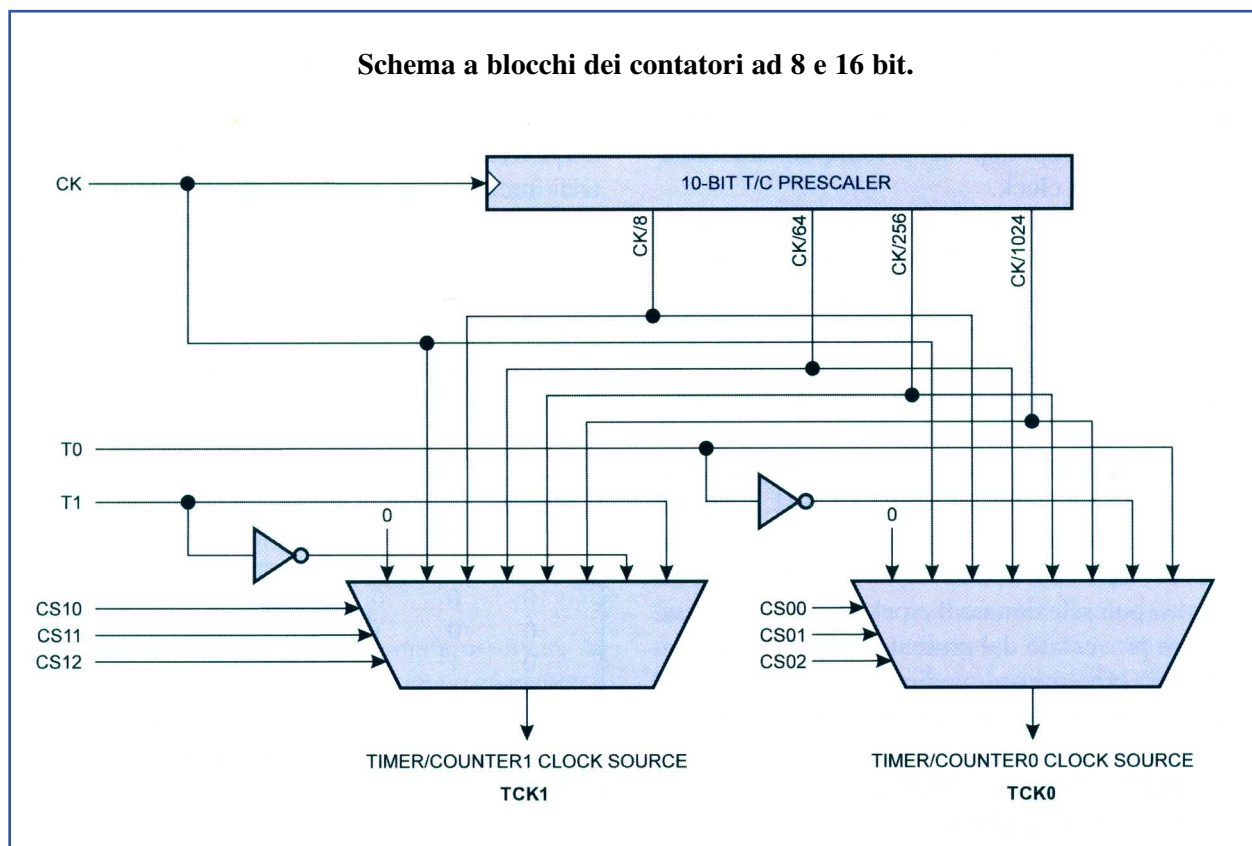 Schema a blocchi dei contatori ad 8 e 16 bit.
CK
10-BIT T/C PRESCALER
CK/8
CK/64
CK/256
CK/1024
T0
T1
0
0
CS10
CS11
CS12
CS00
CS01
CS02
TIMER/COUNTER1 CLOCK SOURCE
TCK1
TIMER/COUNTER0 CLOCK SOURCE
TCK0